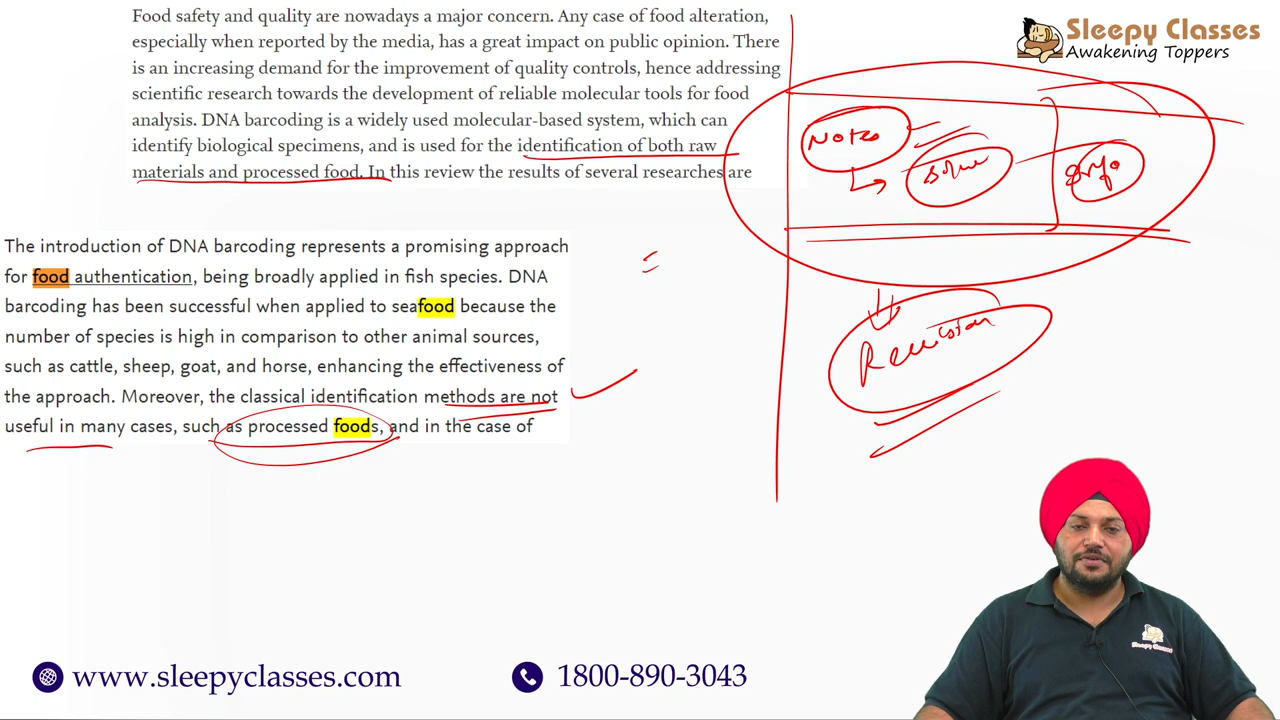 Food safety and quality are nowadays a major concern. Any case of food alteration,
especially when reported by the media, has a great impact on public opinion. There
is an increasing demand for the improvement of quality controls, hence addressing
scientific research towards the development of reliable molecular tools for food
analysis. DNA barcoding is a widely used molecular-based system, which can
identify biological specimens, and is used for the identification of both raw
materials and processed food. In this review the results of several researches are
Sleepy Classes
Awakening Toppers
Notes
Revision
The introduction of DNA barcoding represents a promising approach
for food authentication, being broadly applied in fish species. DNA
barcoding has been successful when applied to seafood because the
number of species is high in comparison to other animal sources,
such as cattle, sheep, goat, and horse, enhancing the effectiveness of
the approach. Moreover, the classical identification methods are not
useful in many cases, such as processed foods, and in the case of
Sleepy Classes
www.sleepyclasses.com
1800-890-3043